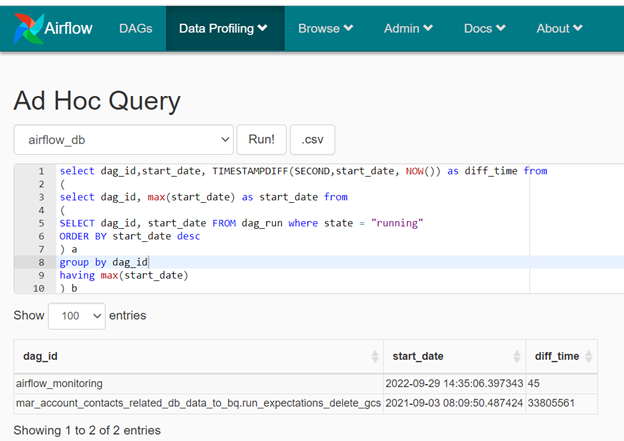 Airflow DAGs Data Profiling Browse Admin Docs About
Ad Hoc Query
airflow_db Run! .csv
1 select dag_id,start_date, TIMESTAMPDIFF(SECOND,start_date, NOW()) as diff_time from
2 (
3 select dag_id, max(start_date) as start_date from
4 (
5 SELECT dag_id, start_date FROM dag_run where state = "running"
6 ORDER BY start_date desc
7 ) a
8 group by dag_id
9 having max(start_date)
10 ) b
Show 100 entries
dag_id start_date diff_time
airflow_monitoring 2022-09-29 14:35:06.397343 45
mar_account_contacts_related_db_data_to_bq.run_expectations_delete_gcs 2021-09-03 08:09:50.487424 33805561
Showing 1 to 2 of 2 entries